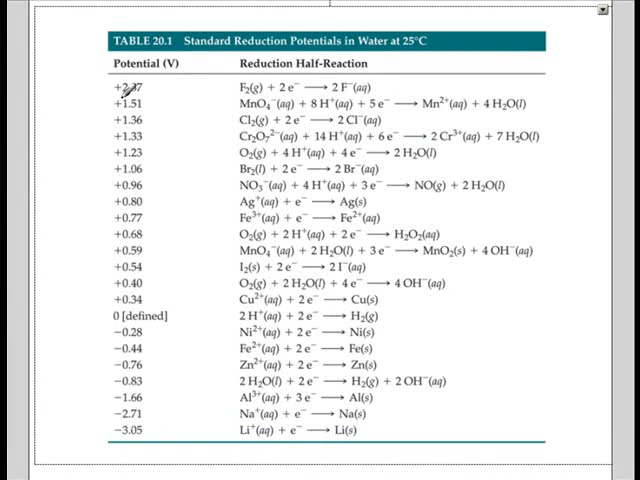 TABLE 20.1 Standard Reduction Potentials in Water at 25°C
Potential (V) Reduction Half-Reaction
+2.87 F₂(g) + 2 e⁻ ⟶ 2 F⁻(aq)
+1.51 MnO₄⁻(aq) + 8 H⁺(aq) + 5 e⁻ ⟶ Mn²⁺(aq) + 4 H₂O(l)
+1.36 Cl₂(g) + 2 e⁻ ⟶ 2 Cl⁻(aq)
+1.33 Cr₂O₇²⁻(aq) + 14 H⁺(aq) + 6 e⁻ ⟶ 2 Cr³⁺(aq) + 7 H₂O(l)
+1.23 O₂(g) + 4 H⁺(aq) + 4 e⁻ ⟶ 2 H₂O(l)
+1.06 Br₂(l) + 2 e⁻ ⟶ 2 Br⁻(aq)
+0.96 NO₃⁻(aq) + 4 H⁺(aq) + 3 e⁻ ⟶ NO(g) + 2 H₂O(l)
+0.80 Ag⁺(aq) + e⁻ ⟶ Ag(s)
+0.77 Fe³⁺(aq) + e⁻ ⟶ Fe²⁺(aq)
+0.68 O₂(g) + 2 H⁺(aq) + 2 e⁻ ⟶ H₂O₂(aq)
+0.59 MnO₄⁻(aq) + 2 H₂O(l) + 3 e⁻ ⟶ MnO₂(s) + 4 OH⁻(aq)
+0.54 I₂(s) + 2 e⁻ ⟶ 2 I⁻(aq)
+0.40 O₂(g) + 2 H₂O(l) + 4 e⁻ ⟶ 4 OH⁻(aq)
+0.34 Cu²⁺(aq) + 2 e⁻ ⟶ Cu(s)
0 [defined] 2 H⁺(aq) + 2 e⁻ ⟶ H₂(g)
−0.28 Ni²⁺(aq) + 2 e⁻ ⟶ Ni(s)
−0.44 Fe²⁺(aq) + 2 e⁻ ⟶ Fe(s)
−0.76 Zn²⁺(aq) + 2 e⁻ ⟶ Zn(s)
−0.83 2 H₂O(l) + 2 e⁻ ⟶ H₂(g) + 2 OH⁻(aq)
−1.66 Al³⁺(aq) + 3 e⁻ ⟶ Al(s)
−2.71 Na⁺(aq) + e⁻ ⟶ Na(s)
−3.05 Li⁺(aq) + e⁻ ⟶ Li(s)